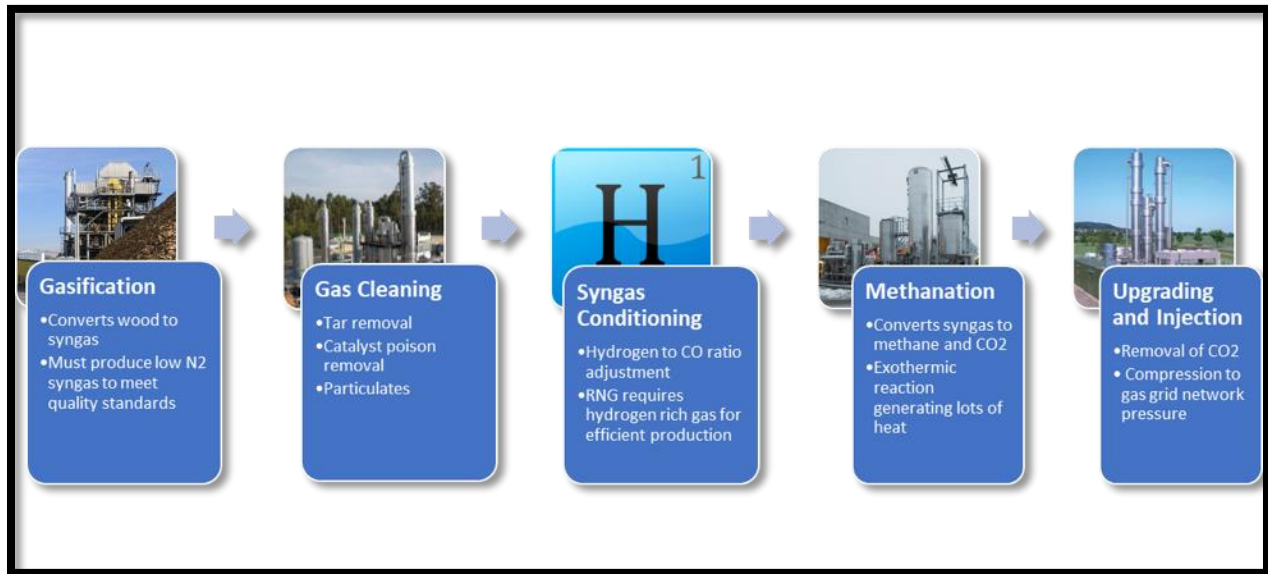 Gasification
•Converts wood to
syngas
•Must produce low N2
syngas to meet
quality standards
Gas Cleaning
•Tar removal
•Catalyst poison
removal
•Particulates
1
H
Syngas
Conditioning
•Hydrogen to CO ratio
adjustment
•RNG requires
hydrogen rich gas for
efficient production
Methanation
•Converts syngas to
methane and CO2
•Exothermic
reaction
generating lots of
heat
Upgrading
and Injection
•Removal of CO2
• Compression to
gas grid network
pressure